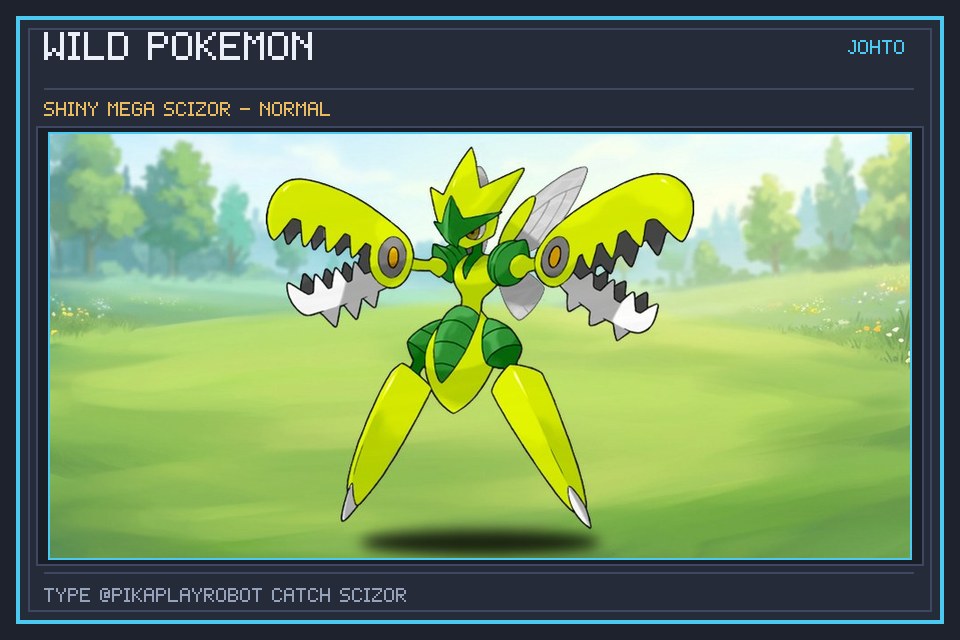 WILD POKEMON
JOHTO
SHINY MEGA SCIZOR - NORMAL
TYPE @PIKAPLAYROBOT CATCH SCIZOR